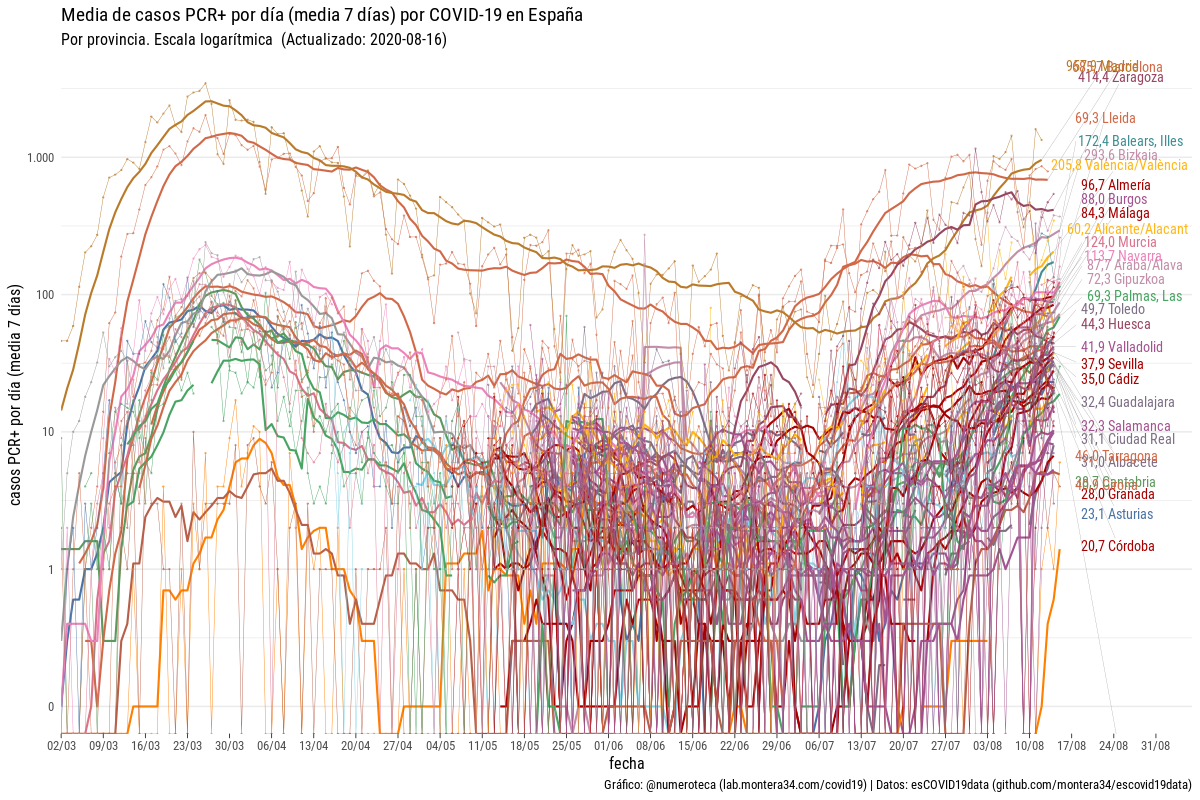 Media de casos PCR+ por día (media 7 días) por COVID-19 en España
Por provincia. Escala logarítmica (Actualizado: 2020-08-16)
casos PCR+ por día (media 7 días)
1.000
100
10
1
0
Madrid
Barcelona
414,4 Zaragoza
69,3 Lleida
172,4 Balears, Illes
293,6 Bizkaia
205,8 València/Valéncia
96,7 Almería
88,0 Burgos
84,3 Málaga
60,2 Alicante/Alacant
124,0 Murcia
113,7 Navarra
87,7 Araba/Álava
72,3 Gipuzkoa
69,3 Palmas, Las
49,7 Toledo
44,3 Huesca
41,9 Valladolid
37,9 Sevilla
35,0 Cádiz
32,4 Guadalajara
32,3 Salamanca
31,1 Ciudad Real
46,0 Tarragona
31,0 Albacete
Cantabria
28,0 Granada
23,1 Asturias
20,7 Córdoba
02/03 09/03 16/03 23/03 30/03 06/04 13/04 20/04 27/04 04/05 11/05 18/05 25/05 01/06 08/06 15/06 22/06 29/06 06/07 13/07 20/07 27/07 03/08 10/08 17/08 24/08 31/08
fecha
Gráfico: @numeroteca (lab.montera34.com/covid19) | Datos: esCOVID19data (github.com/montera34/escovid19data)